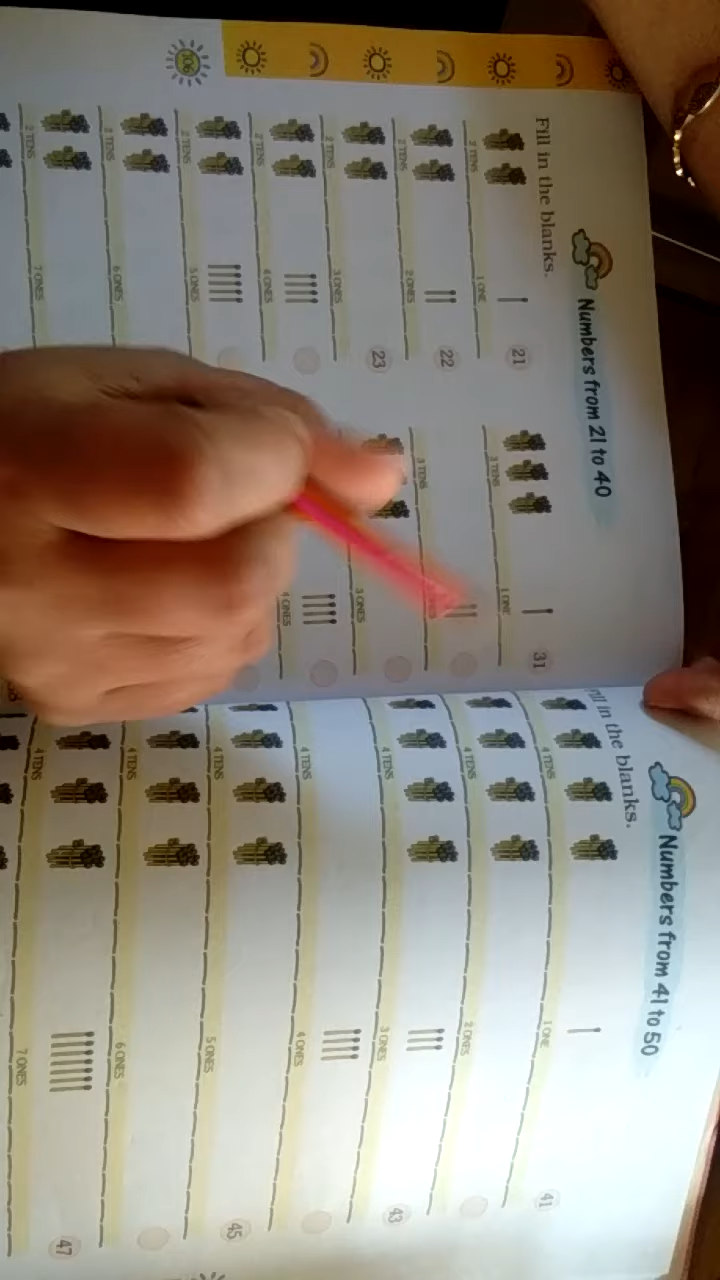 Numbers from 21 to 40
Fill in the blanks.
2 TENS 1 ONE 21
2 TENS 2 ONES 22
2 TENS 3 ONES 23
2 TENS 4 ONES
2 TENS 5 ONES
2 TENS 6 ONES
2 TENS 7 ONES
3 TENS 1 ONE 31
3 TENS
3 ONES
4 ONES
106
Numbers from 41 to 50
Fill in the blanks.
4 TENS 1 ONE 41
4 TENS 2 ONES
4 TENS 3 ONES 43
4 TENS 4 ONES
4 TENS 5 ONES 45
4 TENS 6 ONES
4 TENS 7 ONES 47